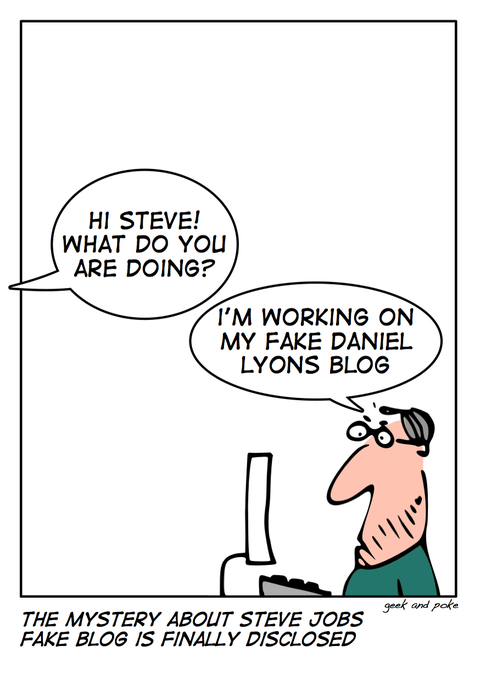 HI STEVE!
WHAT DO YOU
ARE DOING?
I'M WORKING ON
MY FAKE DANIEL
LYONS BLOG
geek and poke
THE MYSTERY ABOUT STEVE JOBS
FAKE BLOG IS FINALLY DISCLOSED